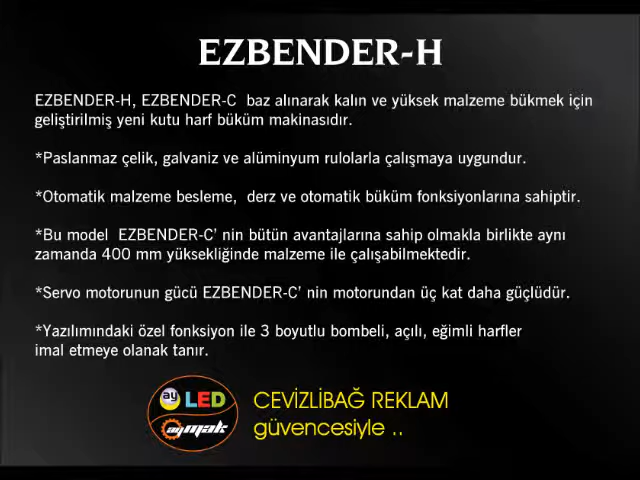 EZBENDER-H
EZBENDER-H, EZBENDER-C baz alınarak kalın ve yüksek malzeme bükmek için
geliştirilmiş yeni kutu harf büküm makinasıdır.
*Paslanmaz çelik, galvaniz ve alüminyum rulolarla çalışmaya uygundur.
*Otomatik malzeme besleme, derz ve otomatik büküm fonksiyonlarına sahiptir.
*Bu model EZBENDER-C' nin bütün avantajlarına sahip olmakla birlikte aynı
zamanda 400 mm yüksekliğinde malzeme ile çalışabilmektedir.
*Servo motorunun gücü EZBENDER-C' nin motorundan üç kat daha güçlüdür.
*Yazılımındaki özel fonksiyon ile 3 boyutlu bombeli, açılı, eğimli harfler
imal etmeye olanak tanır.
ay LED
aymak
CEVİZLİBAĞ REKLAM
güvencesiyle ..